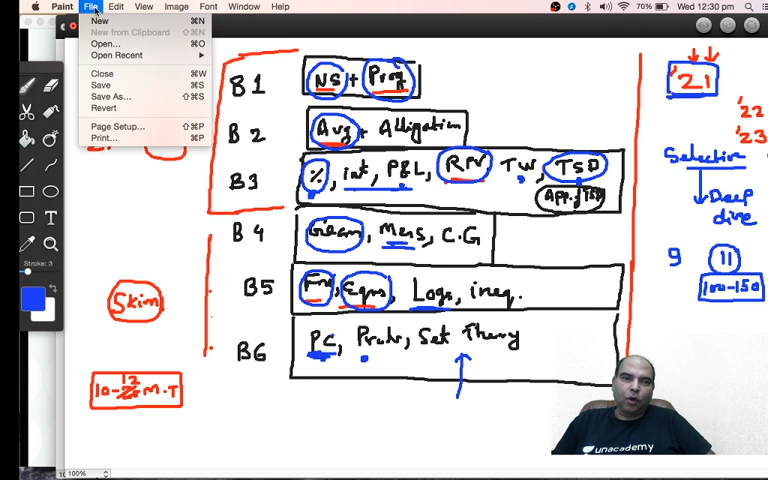 Paint File Edit View Image Font Window Help 70% Wed 12:30 pm
New ⌘N
New from Clipboard ⇧⌘N
Open... ⌘O
Open Recent
Close ⌘W
Save ⌘S
Save As... ⇧⌘S
Revert
Page Setup... ⇧⌘P
Print... ⌘P
Stroke: 3
B1 NS + Prog
B2 Avg + Alligation
B3 %, int, P&L, RPV, TW, TSD
App. TSD
B4 Geom, Mens, C.G
B5 Fns, Eqns, Logs, ineq.
B6 PC, Prob, Set Theory
Skim
10-12 M.T
'21
'22
'23
Selective
Deep
dive
9 11
100-150
unacademy
100%